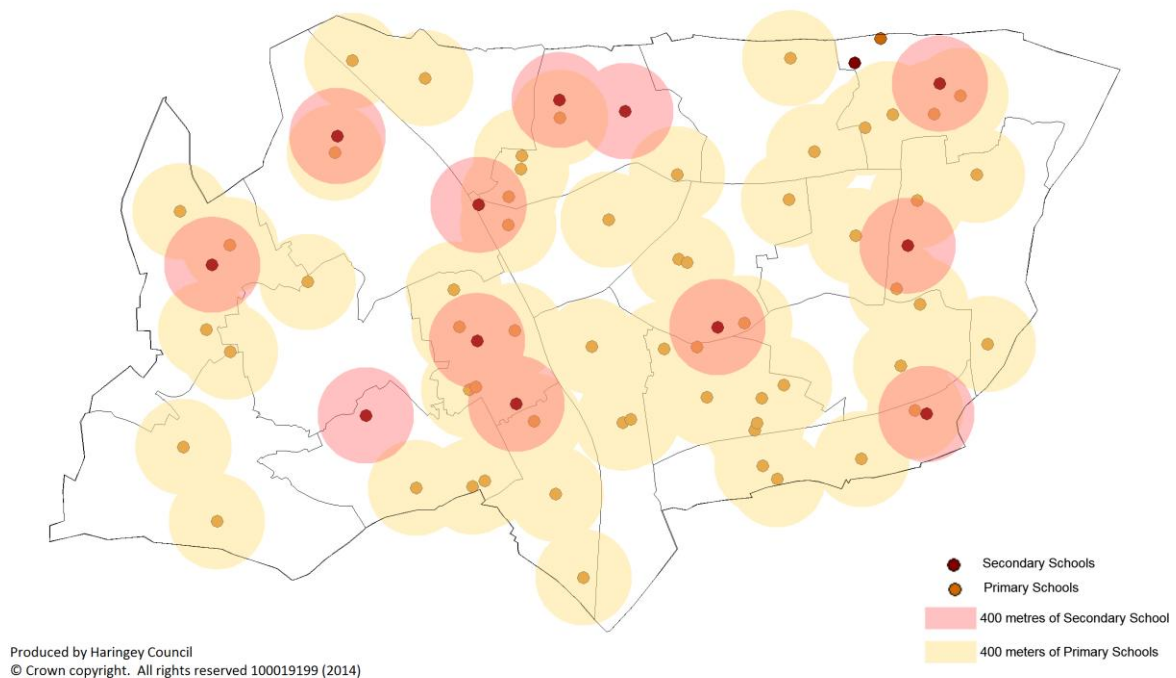 Secondary Schools
Primary Schools
400 metres of Secondary School
400 meters of Primary Schools
Produced by Haringey Council
© Crown copyright. All rights reserved 100019199 (2014)